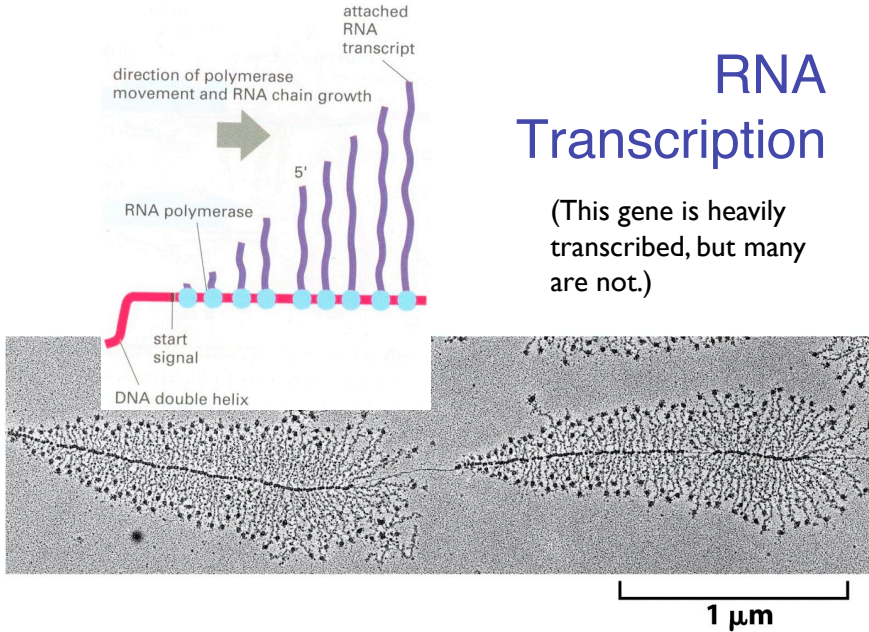 attached
RNA
transcript
direction of polymerase
movement and RNA chain growth
5'
RNA polymerase
start
signal
DNA double helix
RNA
Transcription
(This gene is heavily
transcribed, but many
are not.)
1 μm